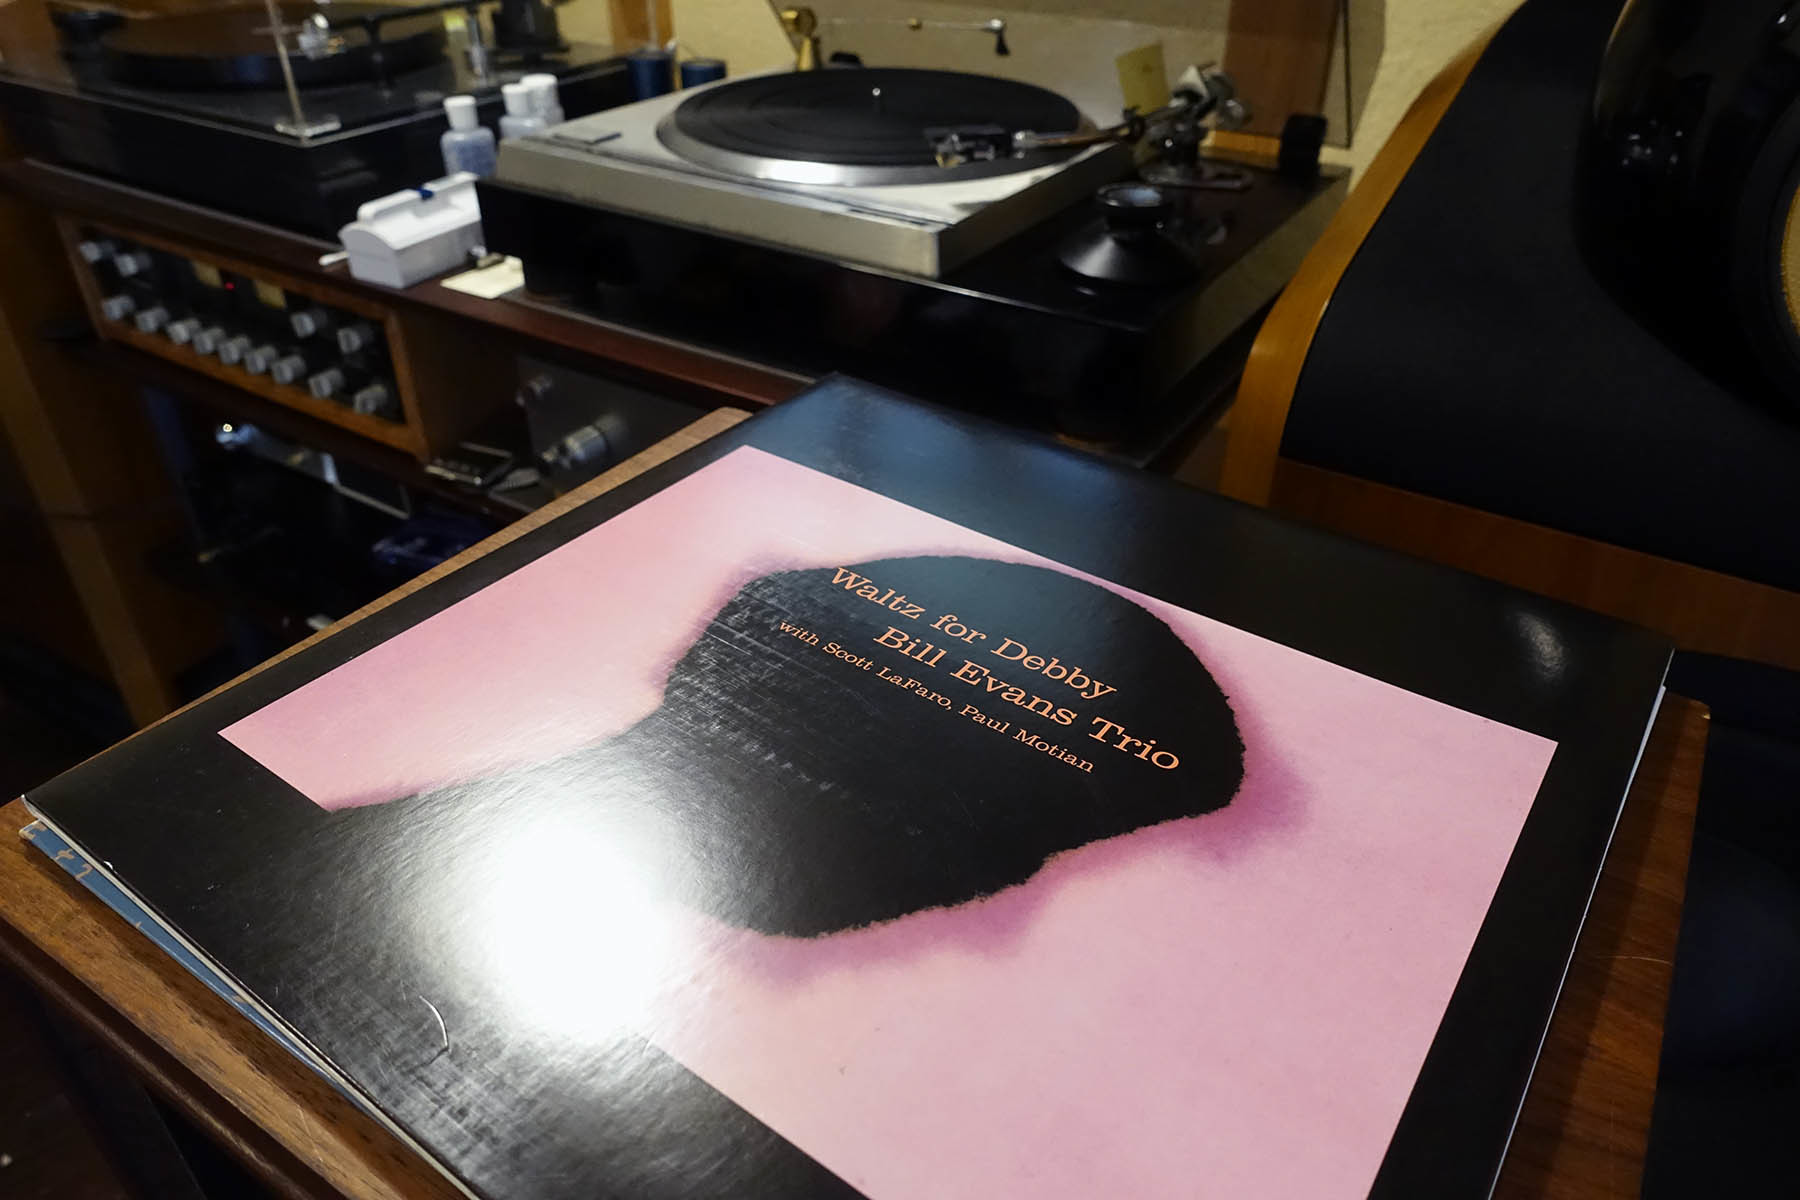 Waltz for Debby
Bill Evans Trio
with Scott LaFaro, Paul Motian